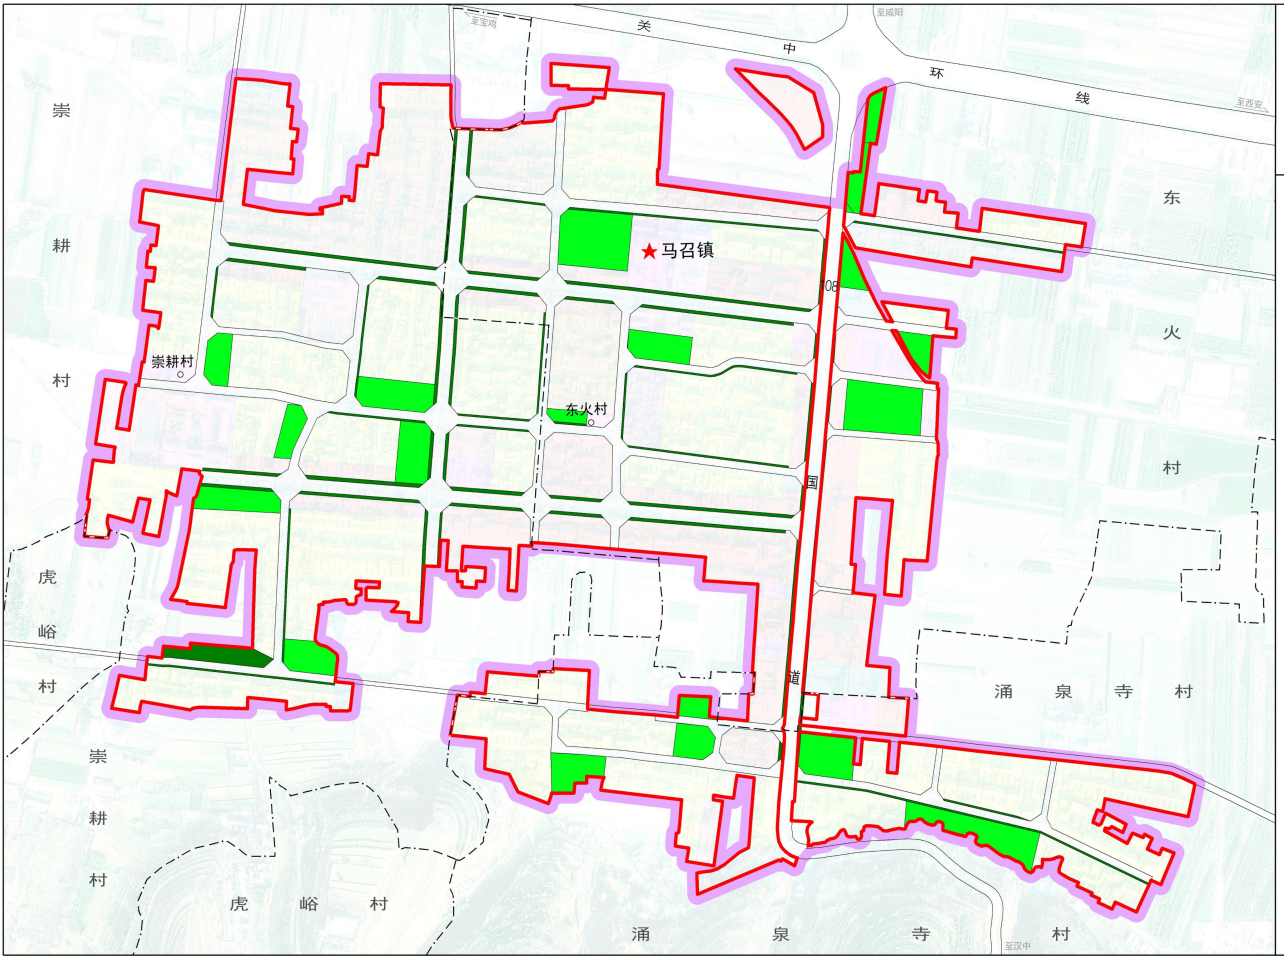 至宝鸡
至咸阳
关中环线
至西安
崇耕村
东火村
马召镇
108
崇耕村
东火村
国道
虎峪村
涌泉寺村
崇耕村
虎峪村
涌泉寺村
至汉中